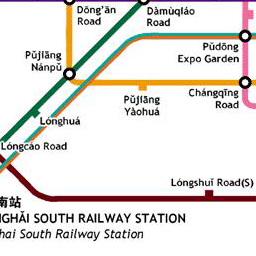 Dōng'ān
Road
Dàmùqiáo
Road
Pǔjiāng
Nánpǔ
Pǔdōng
Expo Garden
Pǔjiāng
Yàohuá
Chángqīng
Road
Lónghuá
Lóngcáo Road
Lóngshuǐ Road(S)
南站
NGHǍI SOUTH RAILWAY STATION
hai South Railway Station